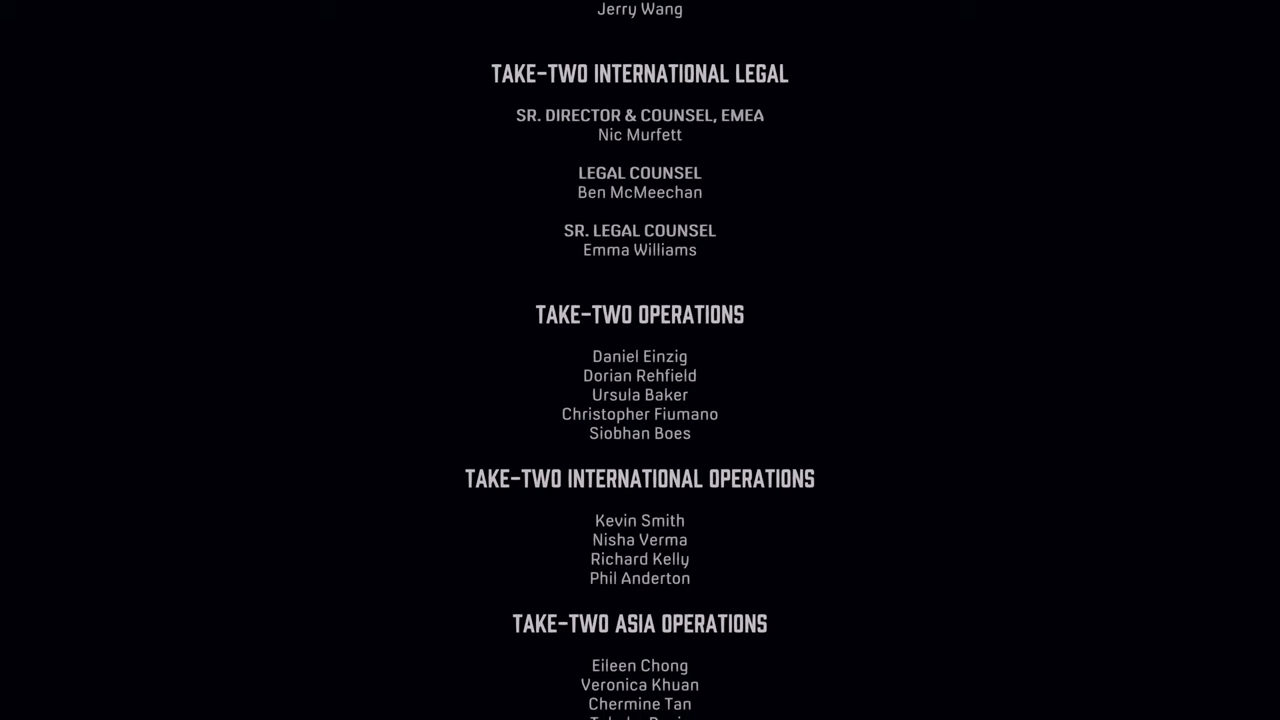 Jerry Wang
TAKE-TWO INTERNATIONAL LEGAL
SR. DIRECTOR & COUNSEL, EMEA
Nic Murfett
LEGAL COUNSEL
Ben McMeechan
SR. LEGAL COUNSEL
Emma Williams
TAKE-TWO OPERATIONS
Daniel Einzig
Dorian Rehfield
Ursula Baker
Christopher Fiumano
Siobhan Boes
TAKE-TWO INTERNATIONAL OPERATIONS
Kevin Smith
Nisha Verma
Richard Kelly
Phil Anderton
TAKE-TWO ASIA OPERATIONS
Eileen Chong
Veronica Khuan
Chermine Tan